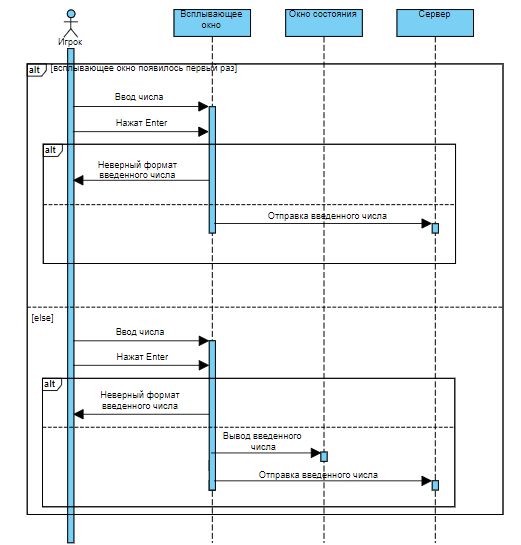 Всплывающее
окно
Окно состояния
Сервер
Игрок
alt
[всплывающее окно появилось первый раз]
Ввод числа
Нажат Enter
alt
Неверный формат
введенного числа
Отправка введенного числа
[else]
Ввод числа
Нажат Enter
alt
Неверный формат
введенного числа
Вывод введенного
числа
Отправка введенного числа